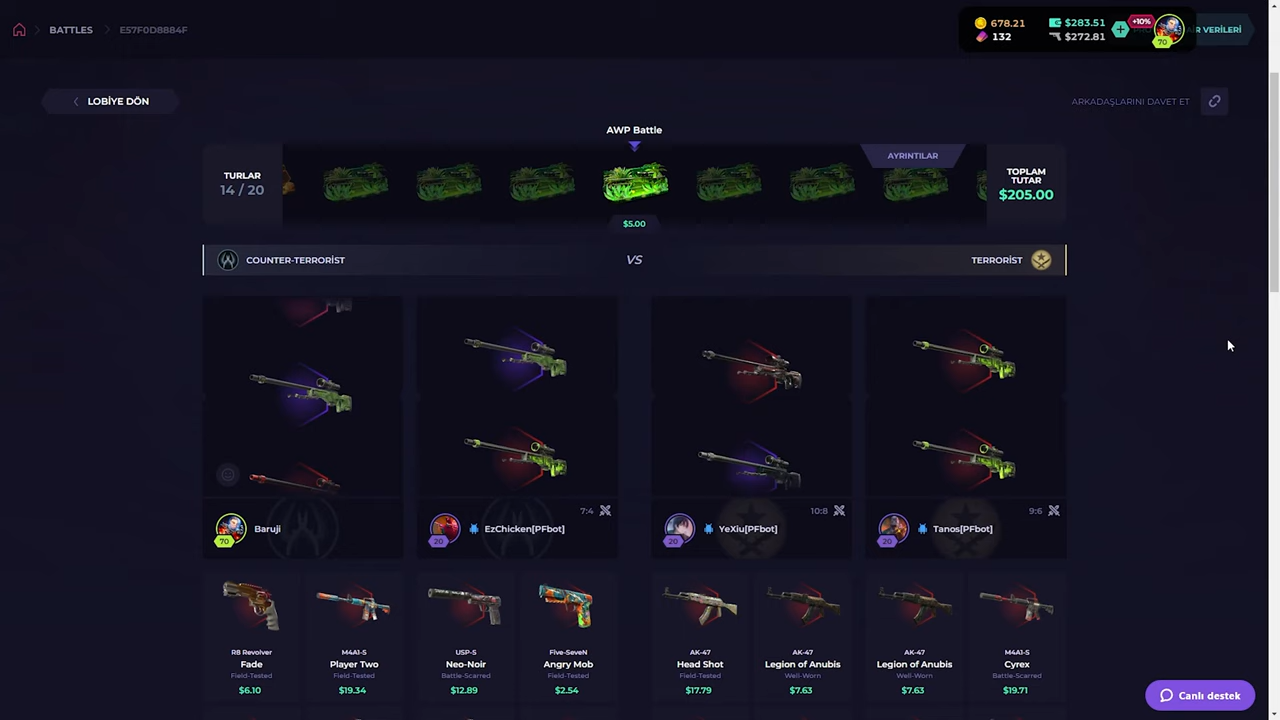 BATTLES
E57F0D8884F
678.21
132
$283.51
$272.81
+10%
70
İR VERİLERİ
LOBİYE DÖN
ARKADAŞLARINI DAVET ET
AWP Battle
TURLAR
14 / 20
AYRINTILAR
TOPLAM
TUTAR
$205.00
$5.00
COUNTER-TERRORİST
VS
TERRORİST
7:4
10:8
9:6
70
Baruji
20
EzChicken[PFbot]
20
YeXiu[PFbot]
20
Tanos[PFbot]
R8 Revolver
Fade
Field-Tested
$6.10
M4A1-S
Player Two
Field-Tested
$19.34
USP-S
Neo-Noir
Battle-Scarred
$12.89
Five-SeveN
Angry Mob
Field-Tested
$2.54
AK-47
Head Shot
Field-Tested
$17.79
AK-47
Legion of Anubis
Well-Worn
$7.63
AK-47
Legion of Anubis
Well-Worn
$7.63
M4A1-S
Cyrex
Battle-Scarred
$19.71
Canlı destek